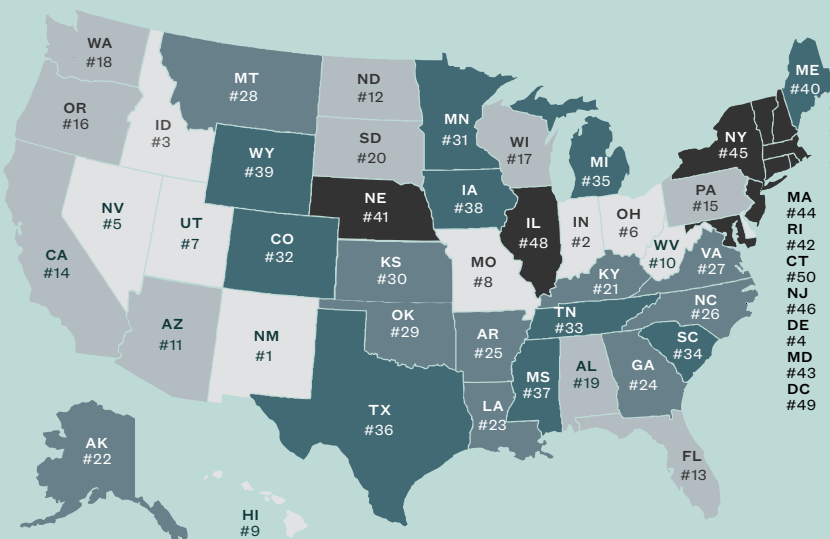 WA
#18
OR
#16
CA
#14
ID
#3
NV
#5
UT
#7
AZ
#11
MT
#28
WY
#39
CO
#32
NM
#1
ND
#12
SD
#20
NE
#41
KS
#30
OK
#29
TX
#36
MN
#31
IA
#38
MO
#8
AR
#25
LA
#23
WI
#17
IL
#48
MS
#37
MI
#35
IN
#2
OH
#6
KY
#21
TN
#33
AL
#19
GA
#24
FL
#13
SC
#34
NC
#26
VA
#27
WV
#10
PA
#15
NY
#45
ME
#40
MA
#44
RI
#42
CT
#50
NJ
#46
DE
#4
MD
#43
DC
#49
AK
#22
HI
#9